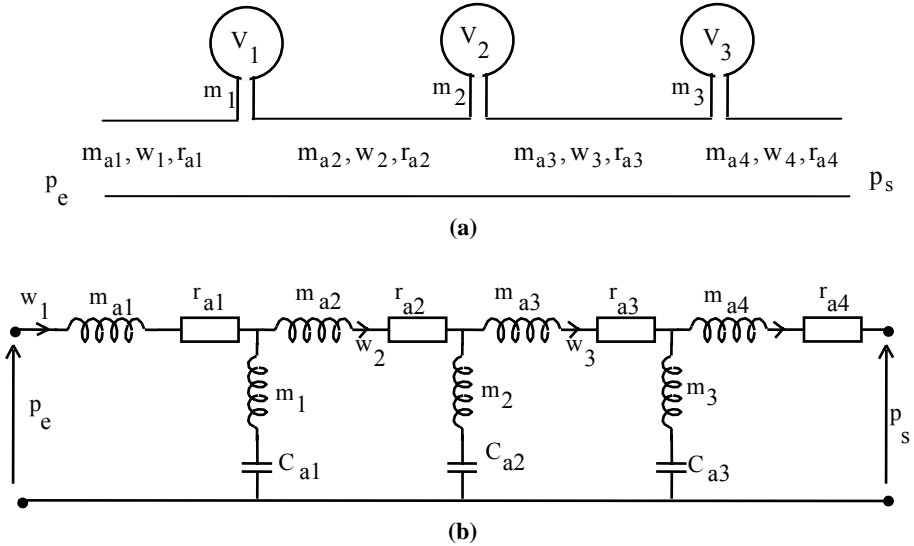 V1 V2 V3
m1 m2 m3
ma1, w1, ra1 ma2, w2, ra2 ma3, w3, ra3 ma4, w4, ra4
pe ps
(a)
w1 ma1 ra1 ma2 ra2 ma3 ra3 ma4 ra4
w2 w3
m1 m2 m3
pe ps
Ca1 Ca2 Ca3
(b)